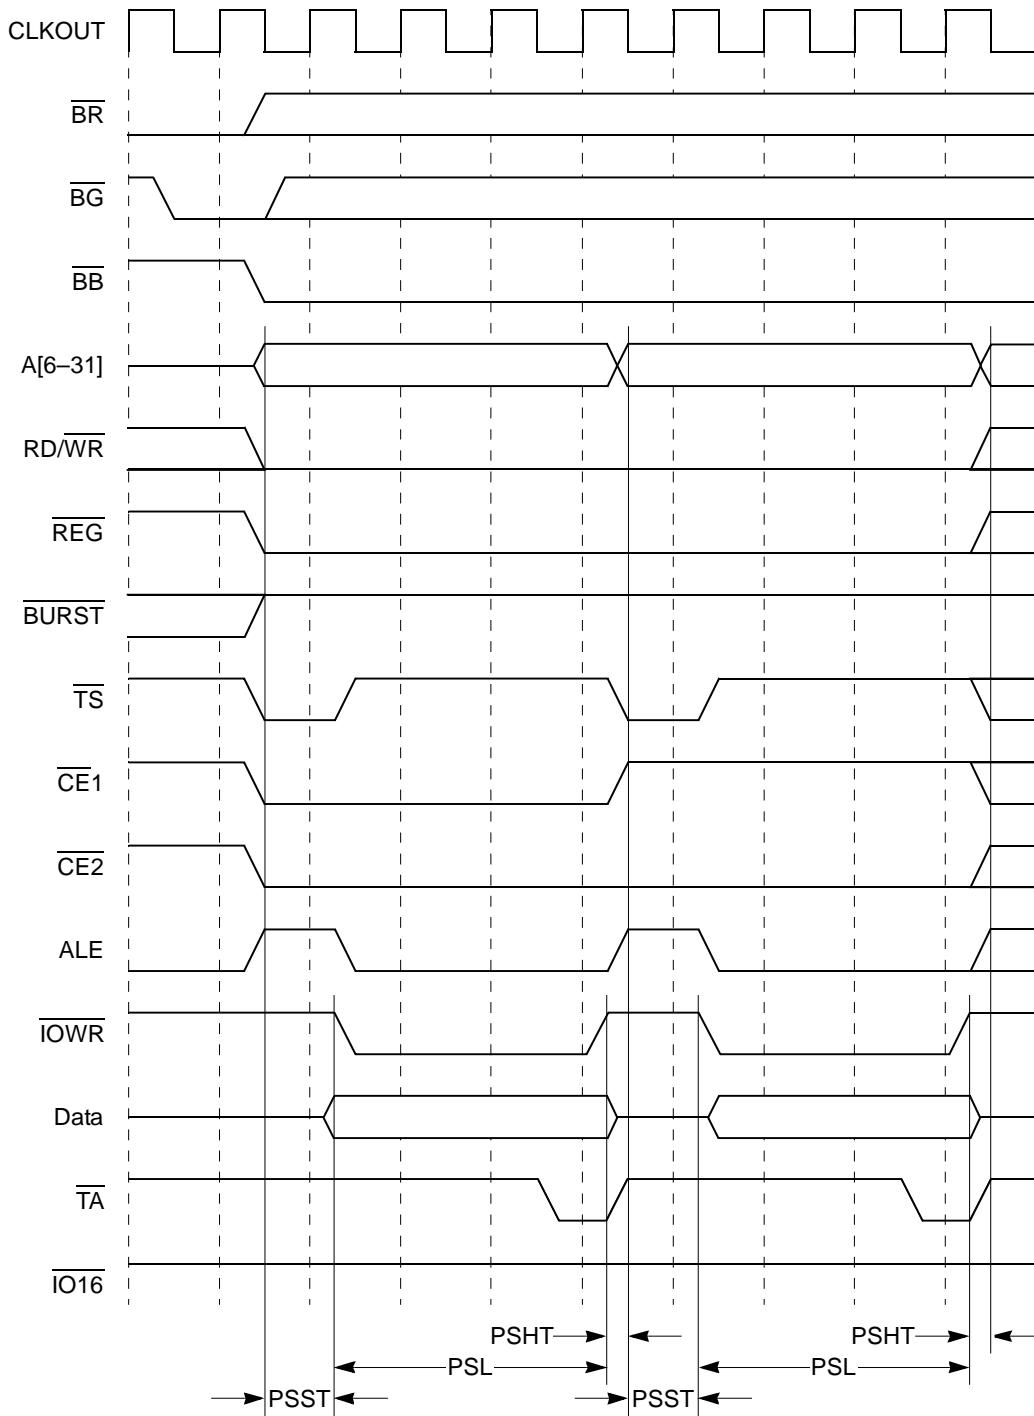 CLKOUT
BR
BG
BB
A[6–31]
RD/WR
REG
BURST
TS
CE1
CE2
ALE
IOWR
Data
TA
IO16
PSHT PSHT
PSL PSL
PSST PSST